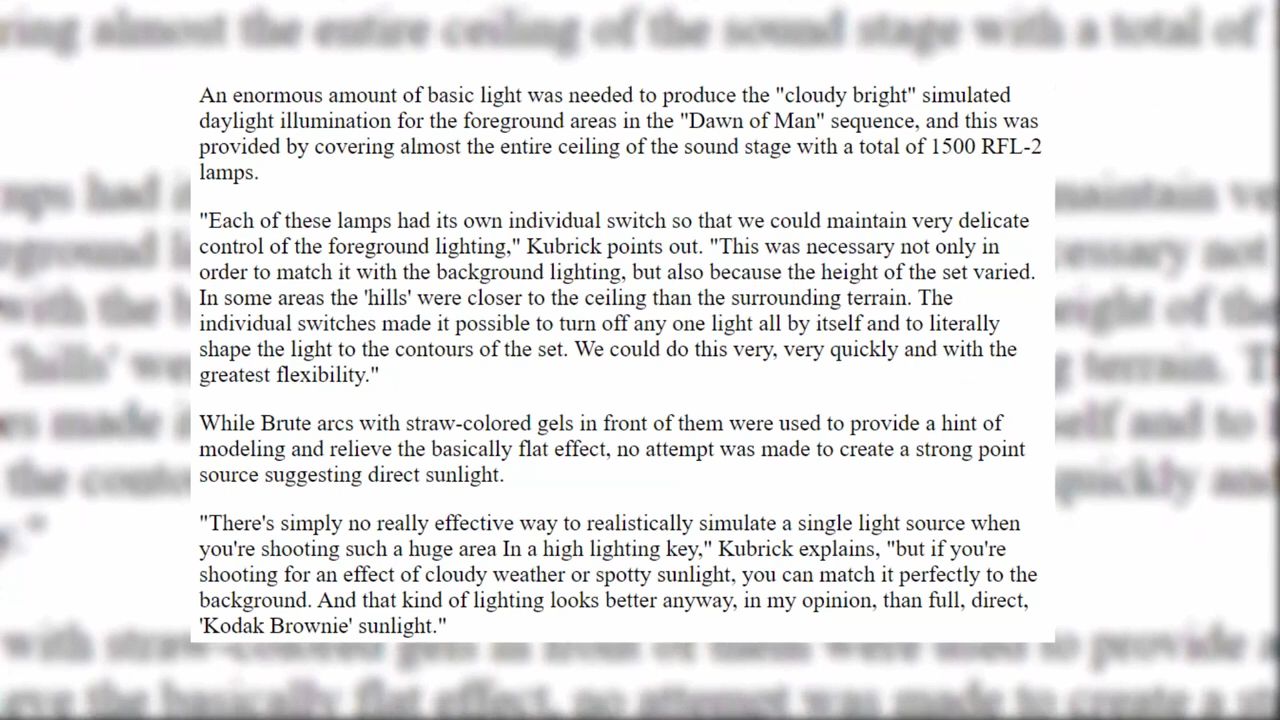 ring almost the entire ceiling of the sound stage with a total of
An enormous amount of basic light was needed to produce the "cloudy bright" simulated
daylight illumination for the foreground areas in the "Dawn of Man" sequence, and this was
provided by covering almost the entire ceiling of the sound stage with a total of 1500 RFL-2
lamps.
"Each of these lamps had its own individual switch so that we could maintain very delicate
control of the foreground lighting," Kubrick points out. "This was necessary not only in
order to match it with the background lighting, but also because the height of the set varied.
In some areas the 'hills' were closer to the ceiling than the surrounding terrain. The
individual switches made it possible to turn off any one light all by itself and to literally
shape the light to the contours of the set. We could do this very, very quickly and with the
greatest flexibility."
While Brute arcs with straw-colored gels in front of them were used to provide a hint of
modeling and relieve the basically flat effect, no attempt was made to create a strong point
source suggesting direct sunlight.
"There's simply no really effective way to realistically simulate a single light source when
you're shooting such a huge area In a high lighting key," Kubrick explains, "but if you're
shooting for an effect of cloudy weather or spotty sunlight, you can match it perfectly to the
background. And that kind of lighting looks better anyway, in my opinion, than full, direct,
'Kodak Brownie' sunlight."